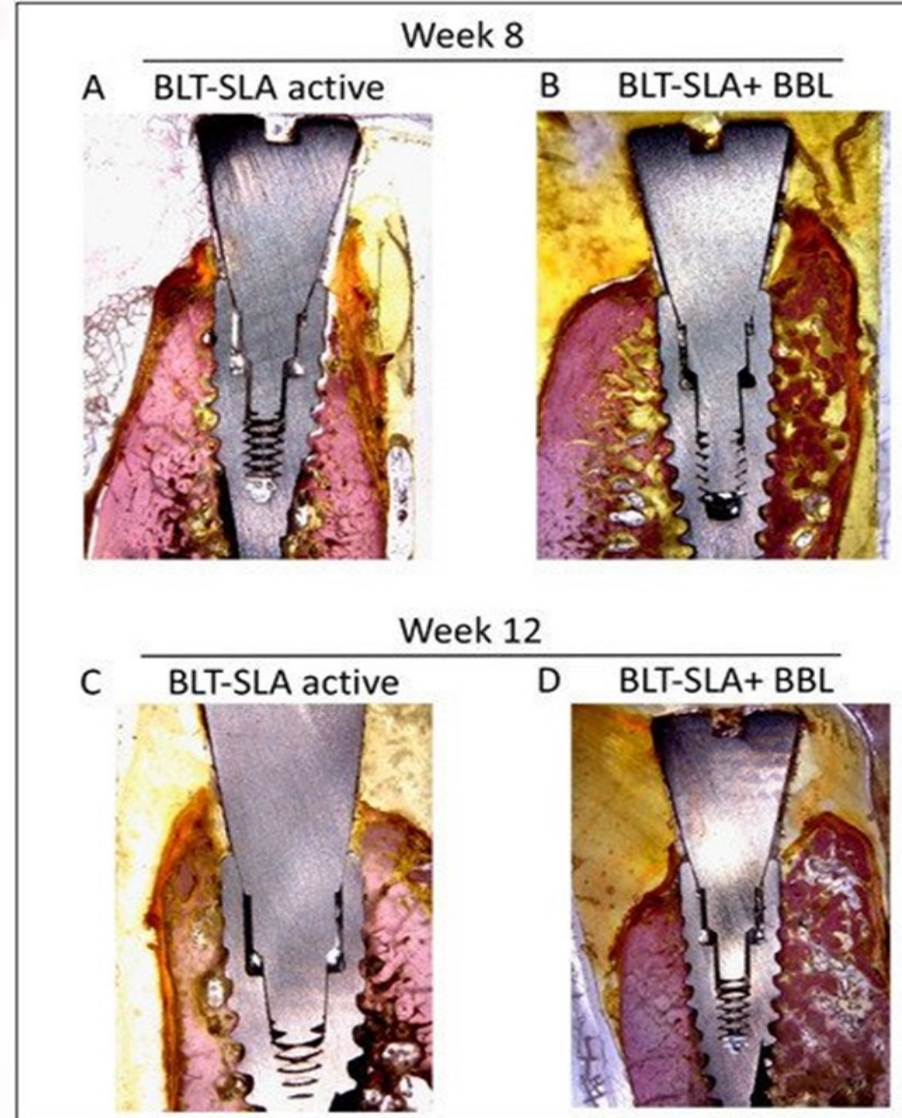 Week 8
A BLT-SLA active
B BLT-SLA+ BBL
Week 12
C BLT-SLA active
D BLT-SLA+ BBL